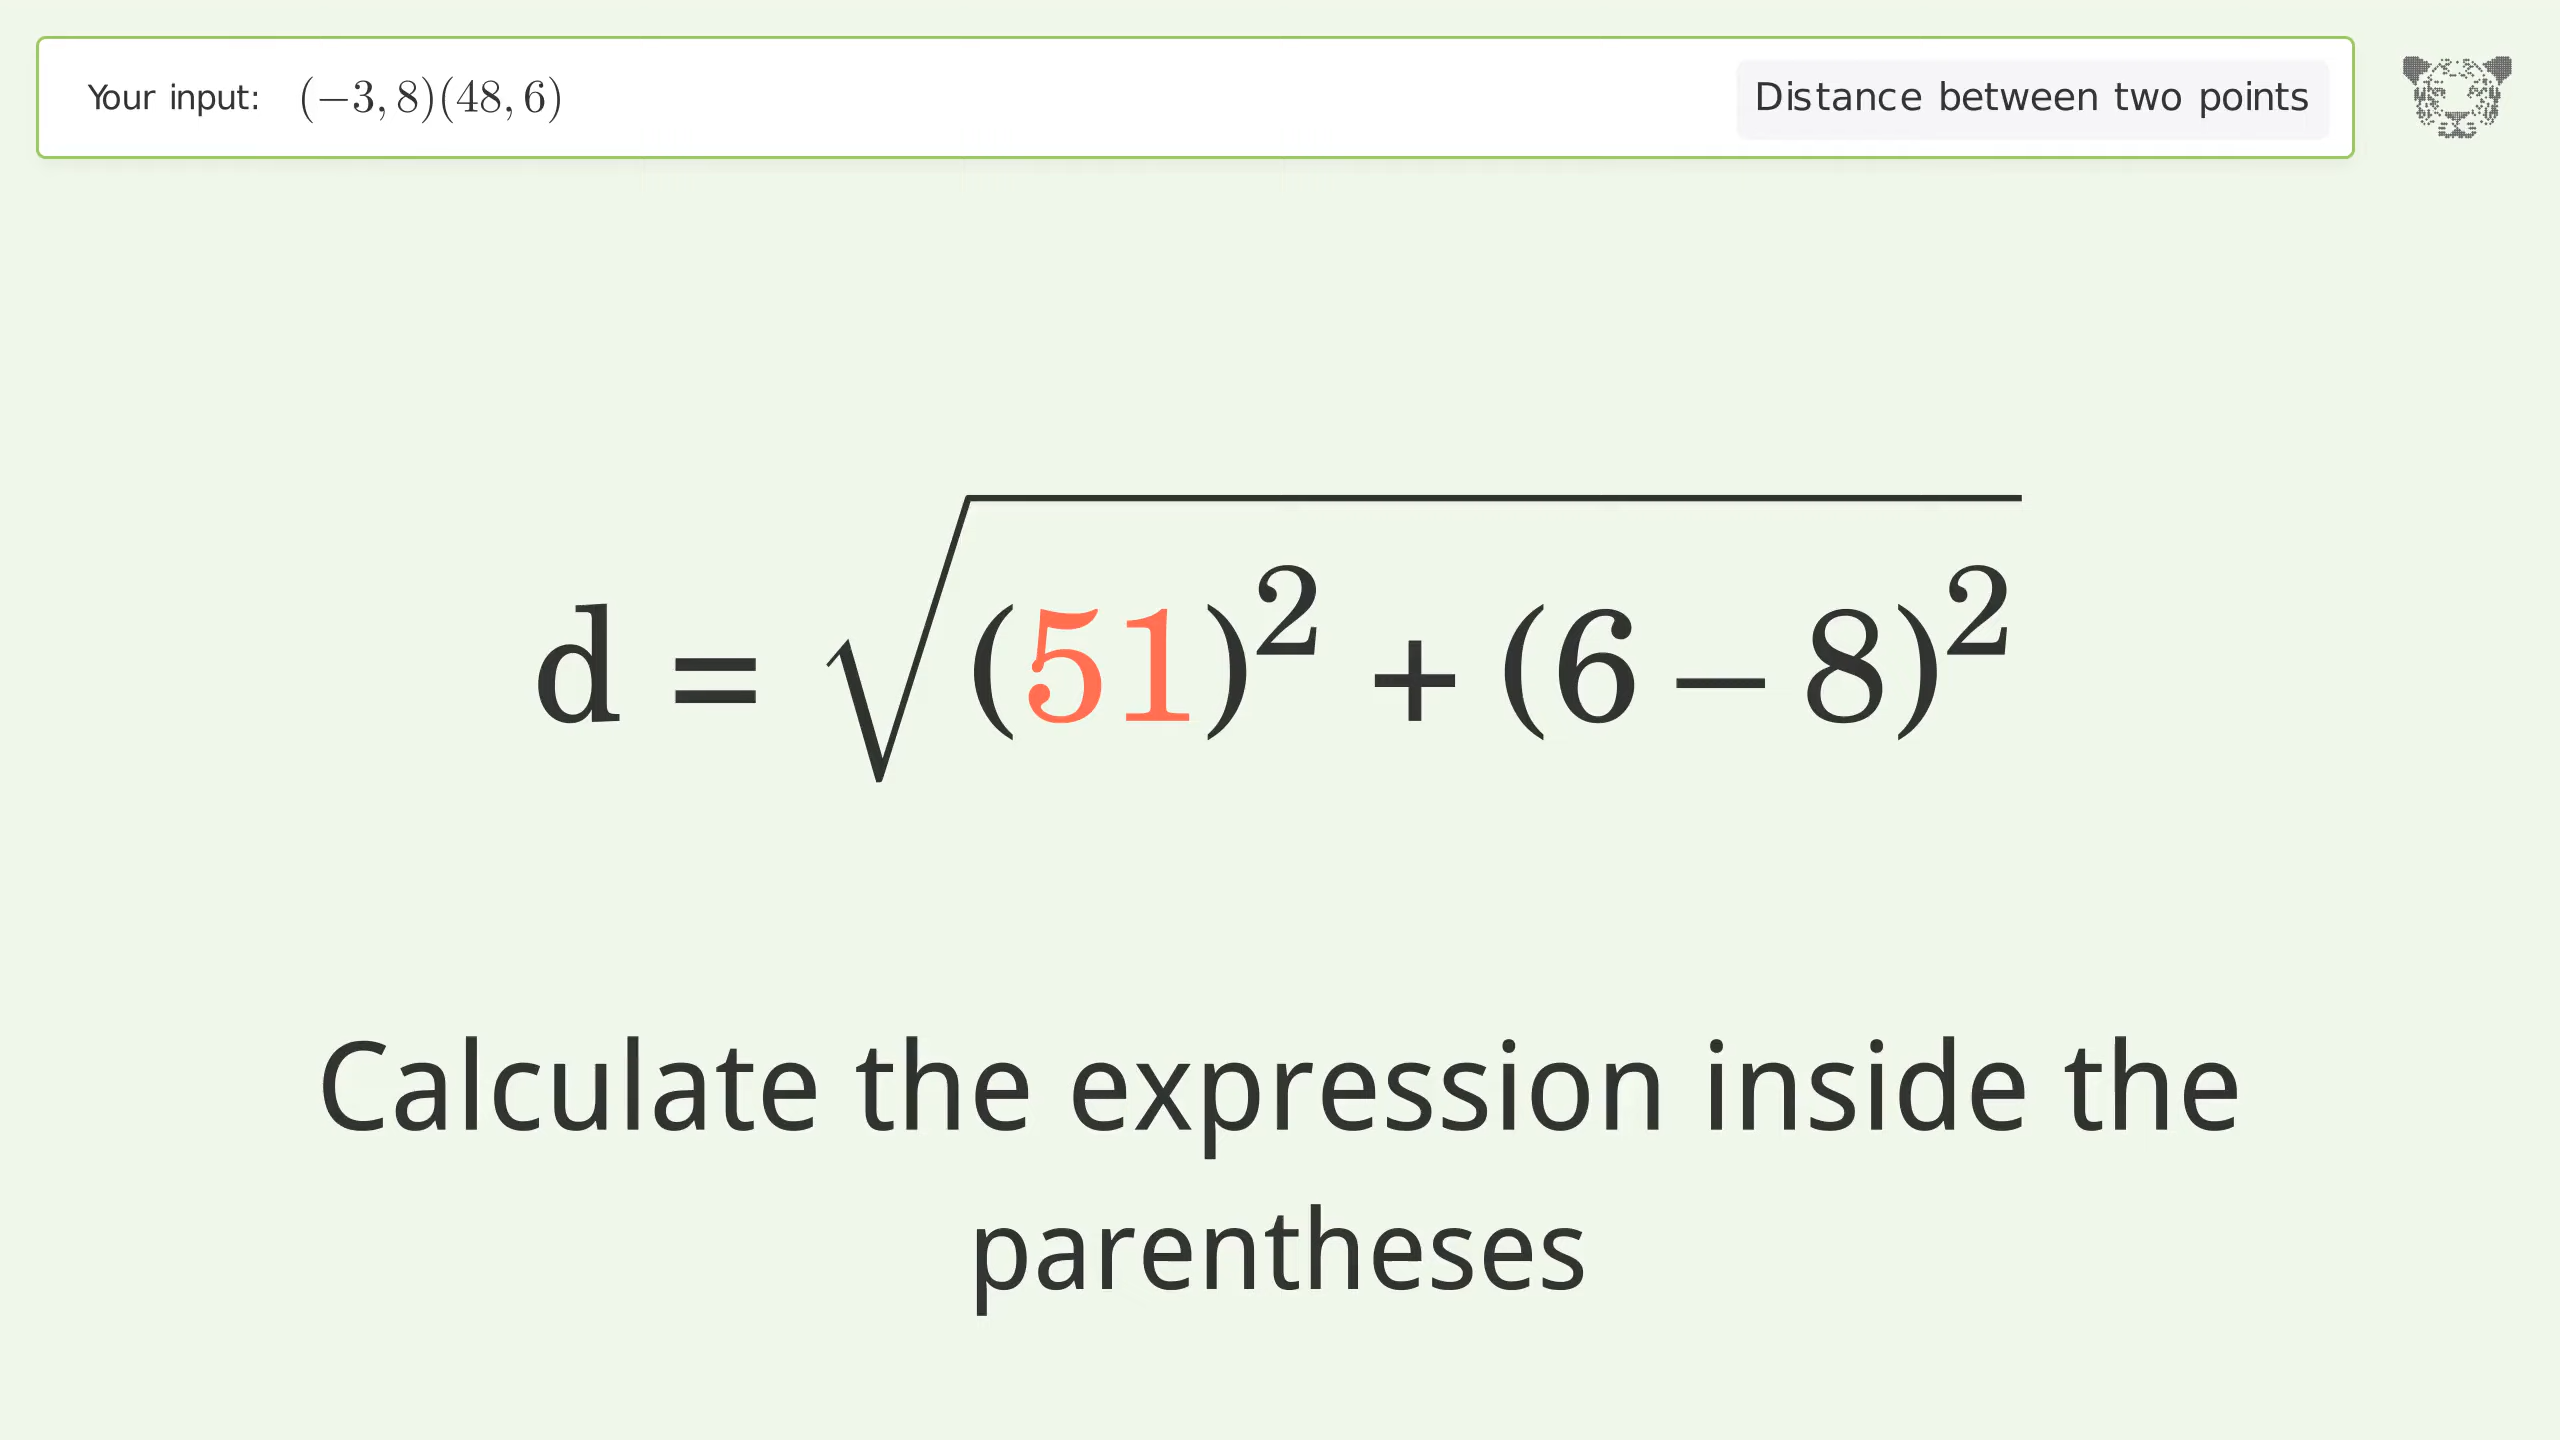 Your input: (−3, 8)(48, 6) Distance between two points
d = √(51)² + (6 – 8)²
Calculate the expression inside the
parentheses